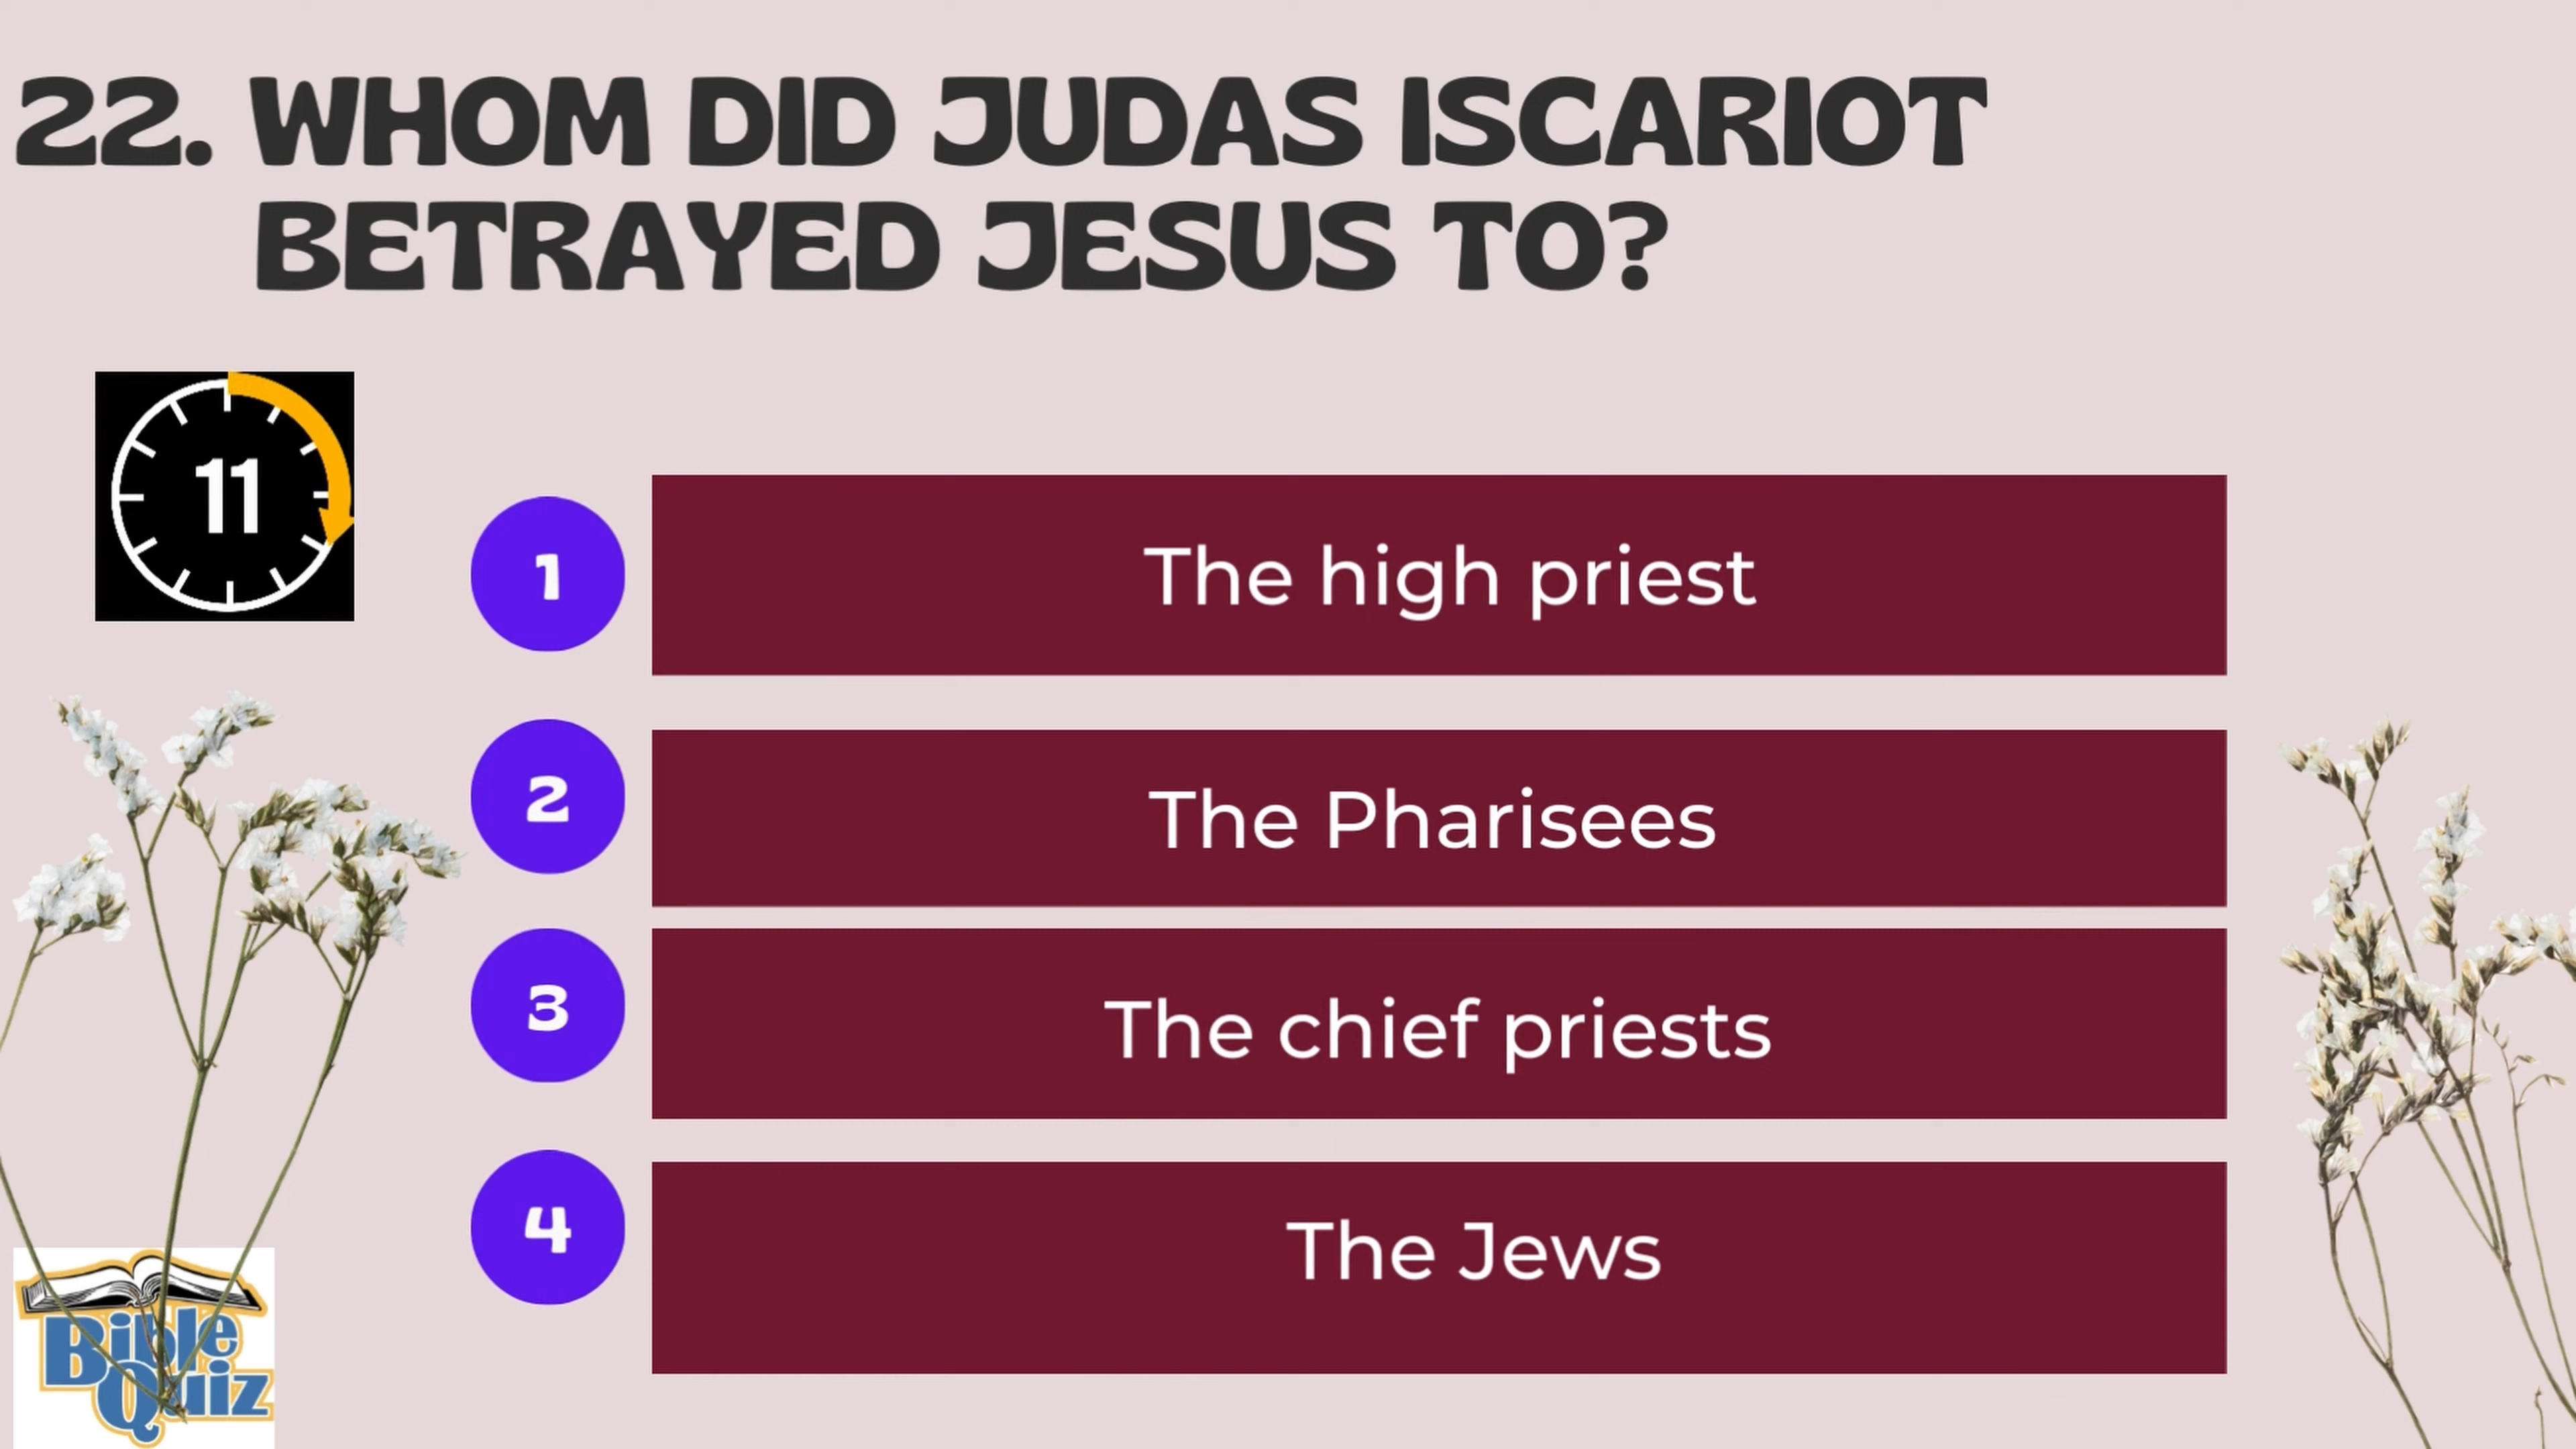 22. WHOM DID JUDAS ISCARIOT
BETRAYED JESUS TO?
11
1
The high priest
2
The Pharisees
3
The chief priests
4
The Jews
Bible
Quiz